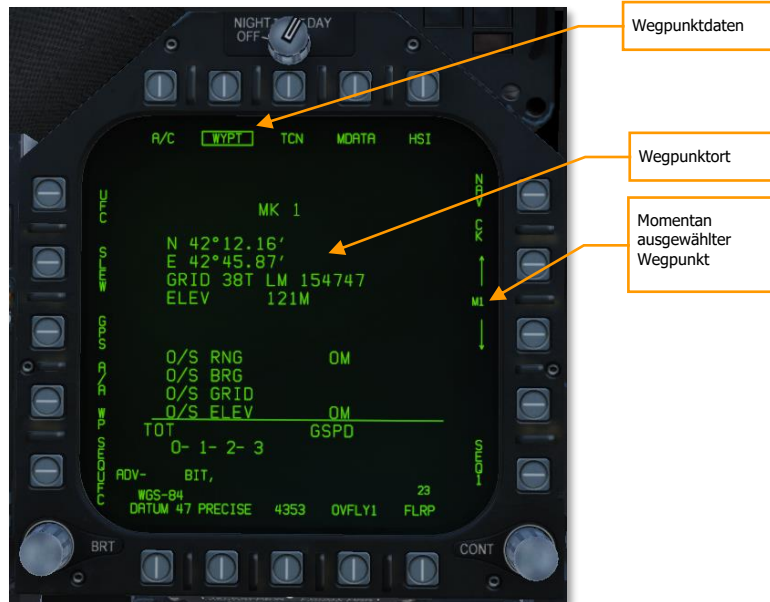 NIGHT DAY
OFF
Wegpunktdaten
A/C WYPT TCN MDATA HSI
Wegpunktort
NAV CK
UFC
MK 1
Momentan
ausgewählter
Wegpunkt
N 42°12.16′
E 42°45.87′
SLEW
GRID 38T LM 154747
ELEV 121M
M1
GPS
O/S RNG 0M
A/A WP
O/S BRG
O/S GRID
O/S ELEV 0M
TOT GSPD
0- 1- 2- 3
SEQUFC
SEQ1
ADV- BIT,
WGS-84 23
DATUM 47 PRECISE 4353 OVFLY1 FLRP
BRT CONT